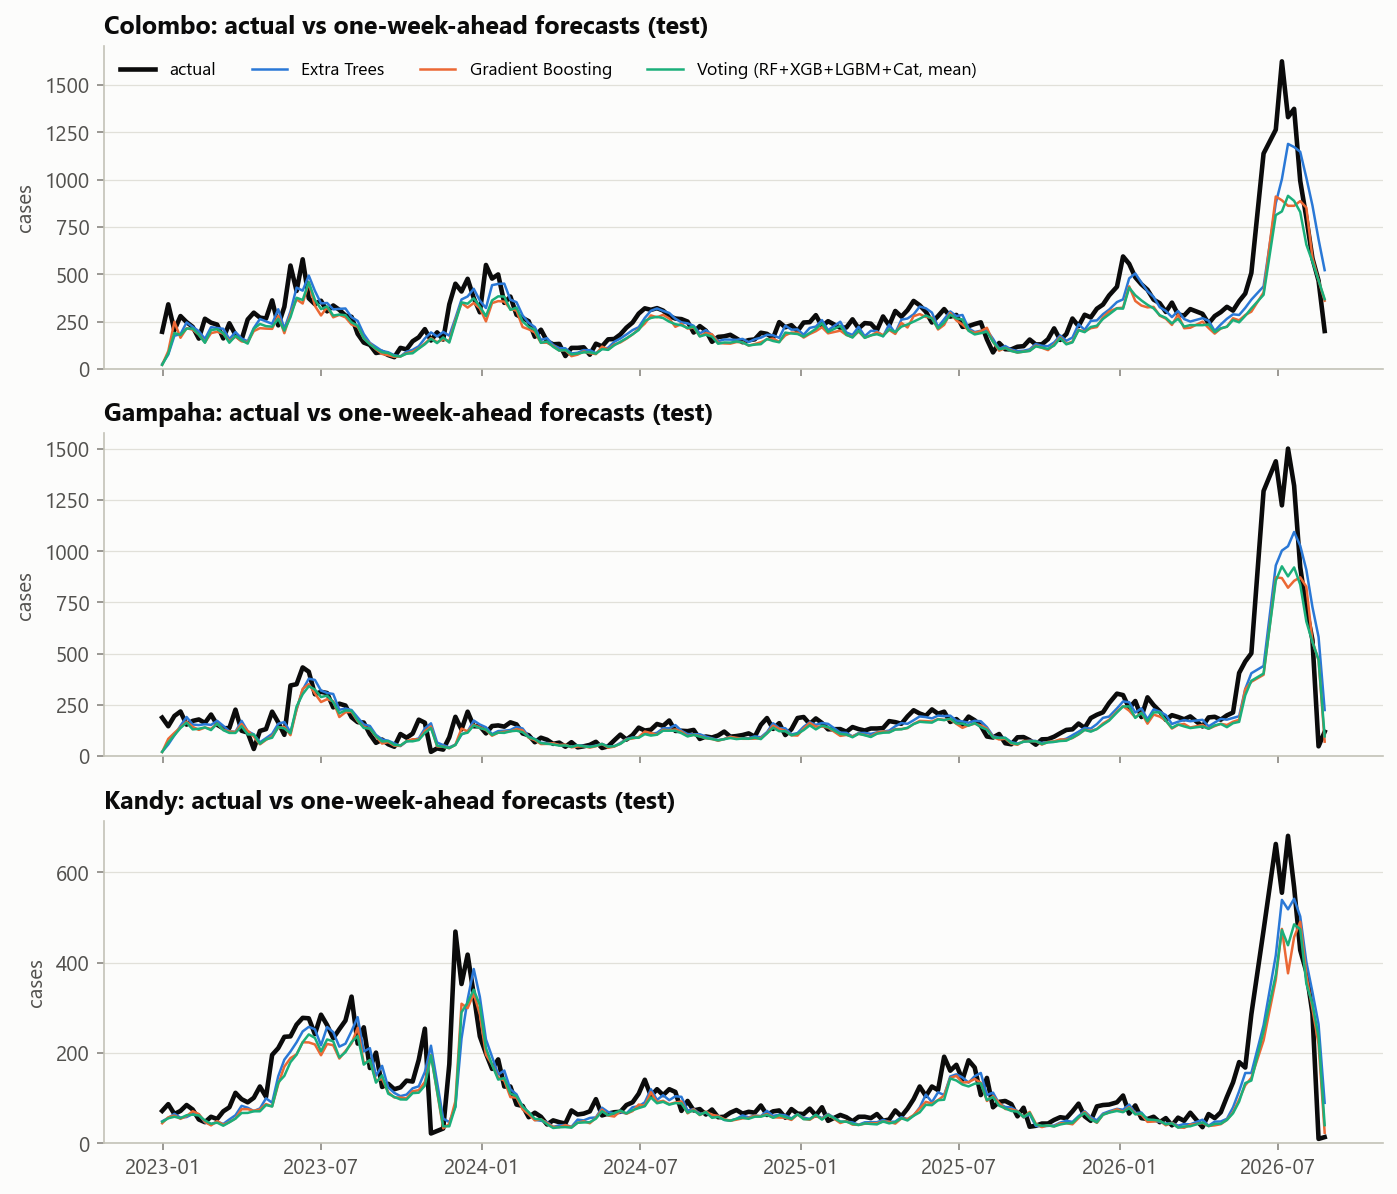 Colombo: actual vs one-week-ahead forecasts (test)
actual Extra Trees Gradient Boosting Voting (RF+XGB+LGBM+Cat, mean)
1500
1250
1000
750
500
250
0
cases
Gampaha: actual vs one-week-ahead forecasts (test)
1500
1250
1000
750
500
250
0
cases
Kandy: actual vs one-week-ahead forecasts (test)
600
400
200
0
cases
2023-01 2023-07 2024-01 2024-07 2025-01 2025-07 2026-01 2026-07